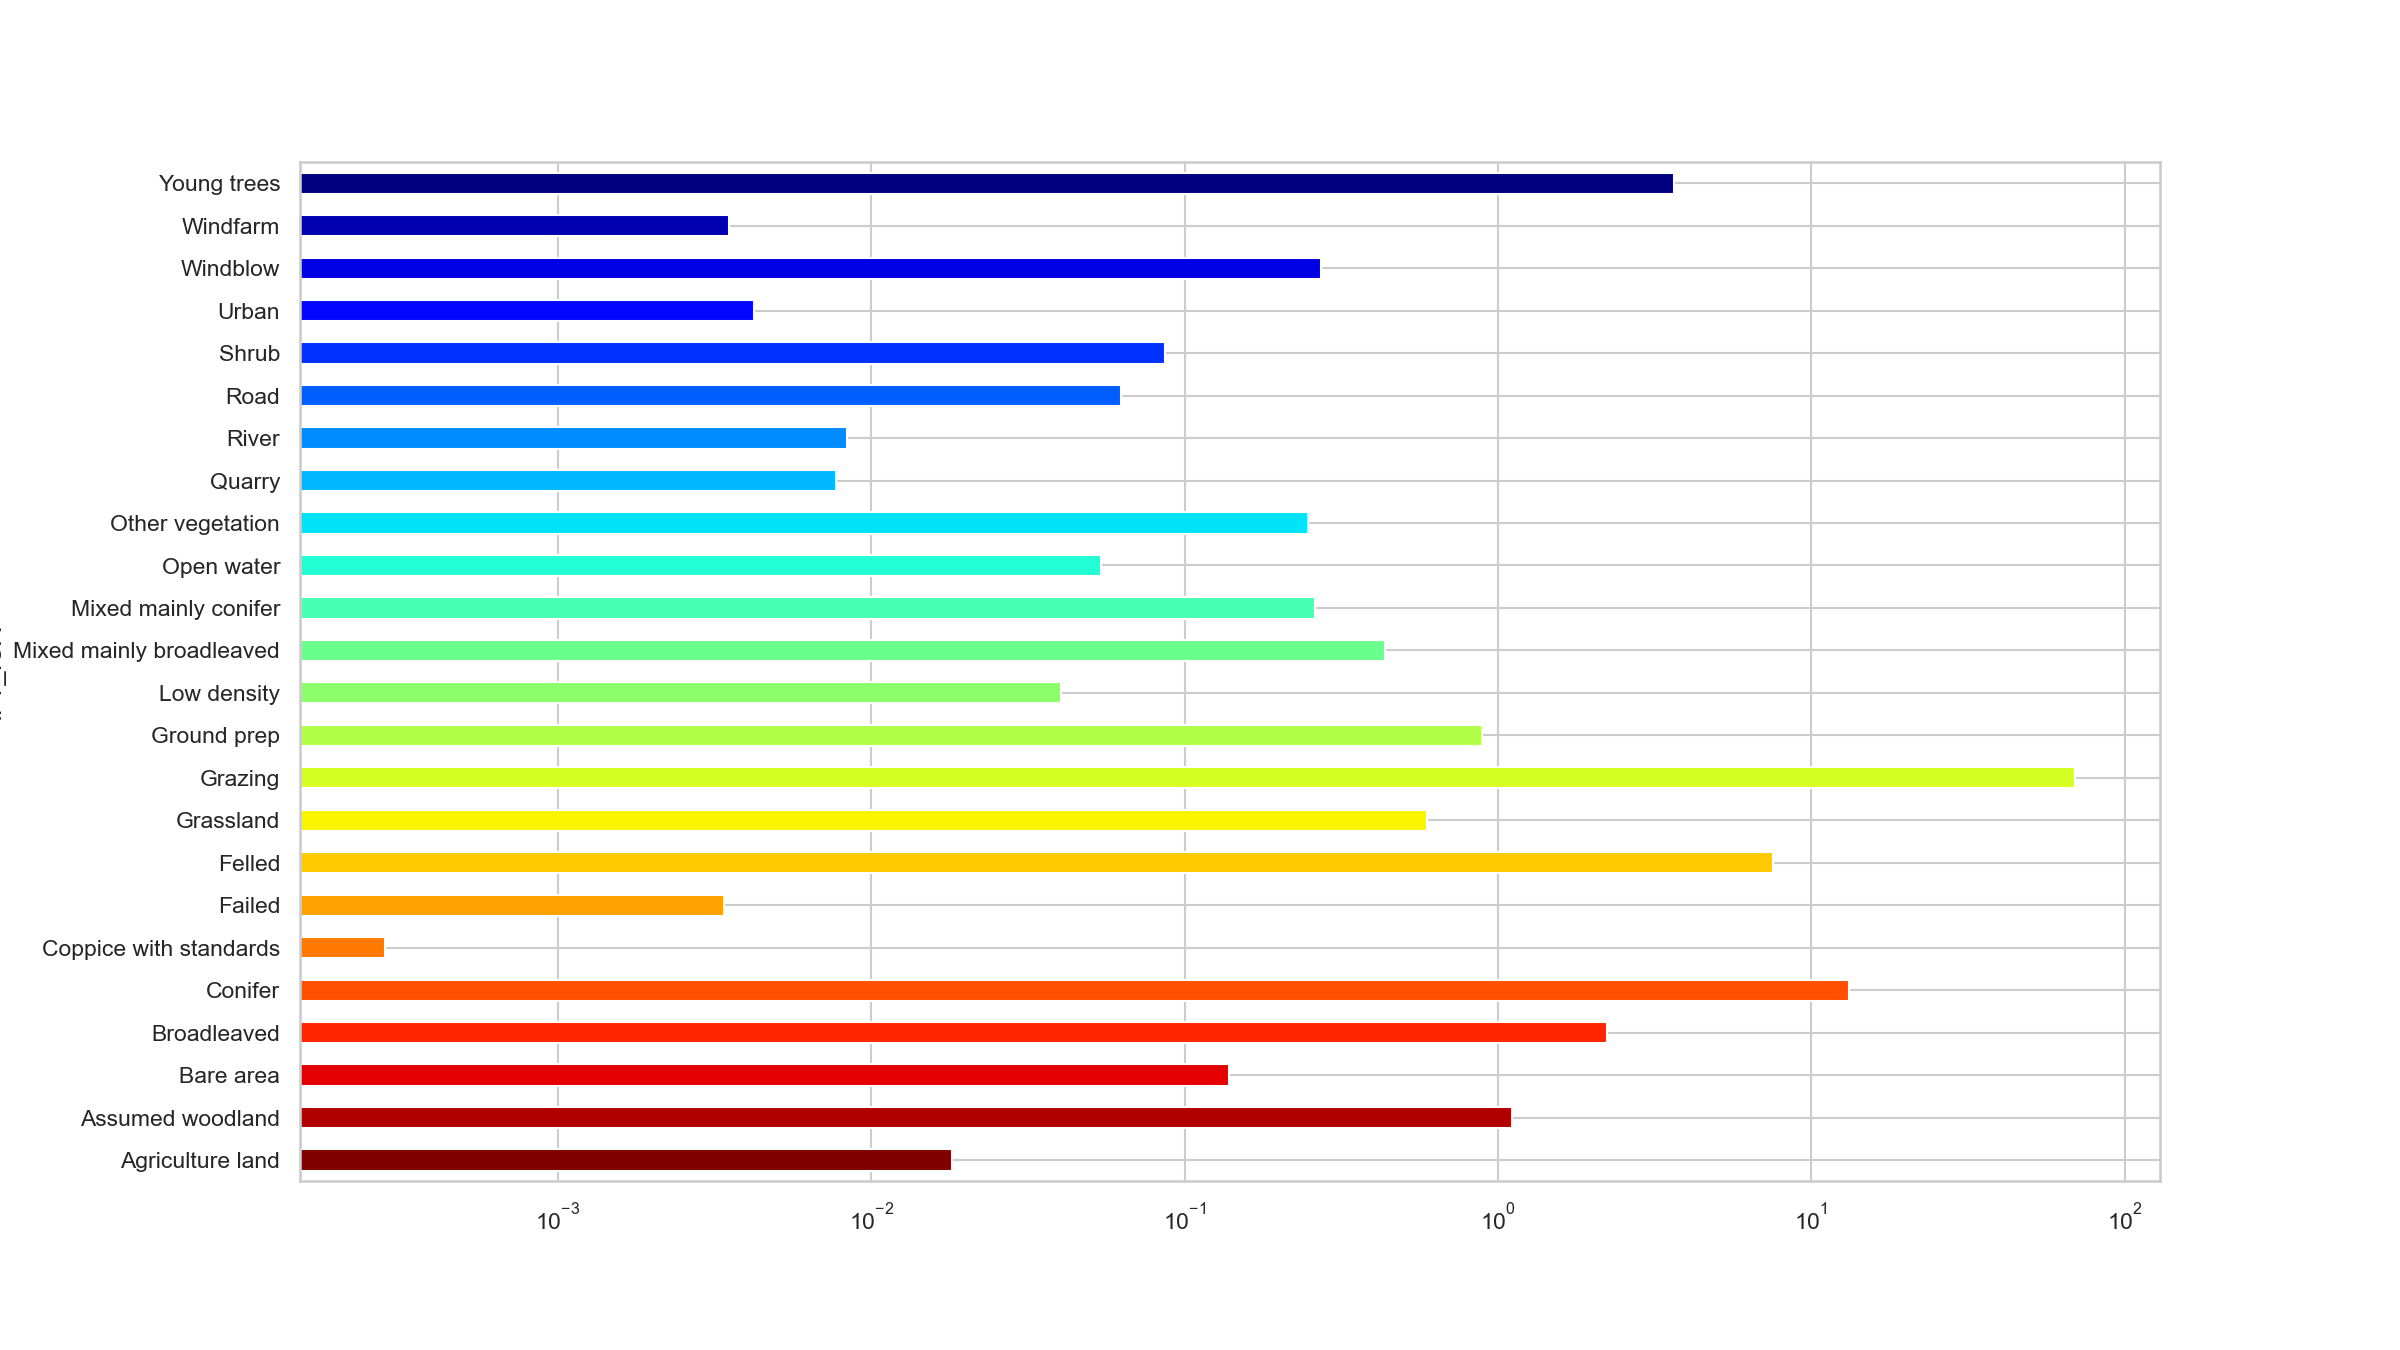 Young trees
Windfarm
Windblow
Urban
Shrub
Road
River
Quarry
Other vegetation
Open water
Mixed mainly conifer
Mixed mainly broadleaved
Low density
Ground prep
Grazing
Grassland
Felled
Failed
Coppice with standards
Conifer
Broadleaved
Bare area
Assumed woodland
Agriculture land
10⁻³ 10⁻² 10⁻¹ 10⁰ 10¹ 10²